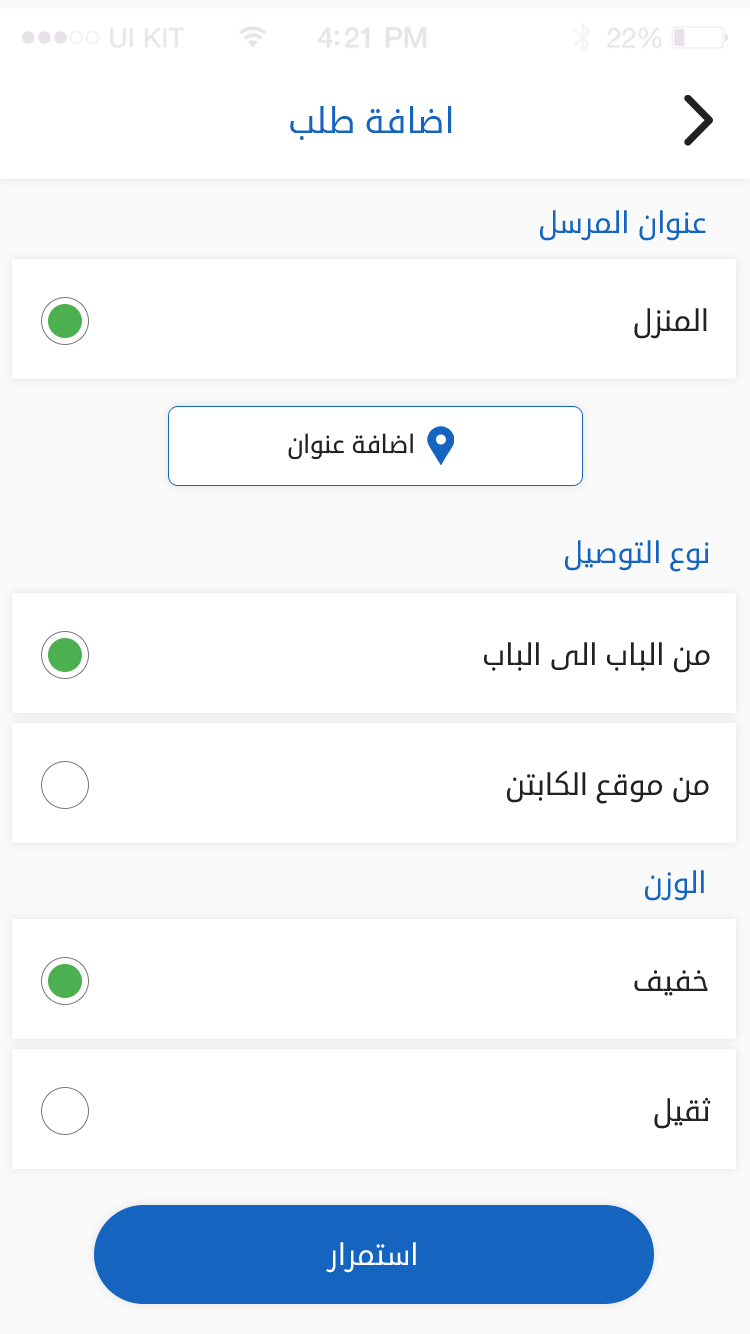 UI KIT 4:21 PM 22%
اضافة طلب
عنوان المرسل
المنزل
اضافة عنوان
نوع التوصيل
من الباب الى الباب
من موقع الكابتن
الوزن
خفيف
ثقيل
استمرار